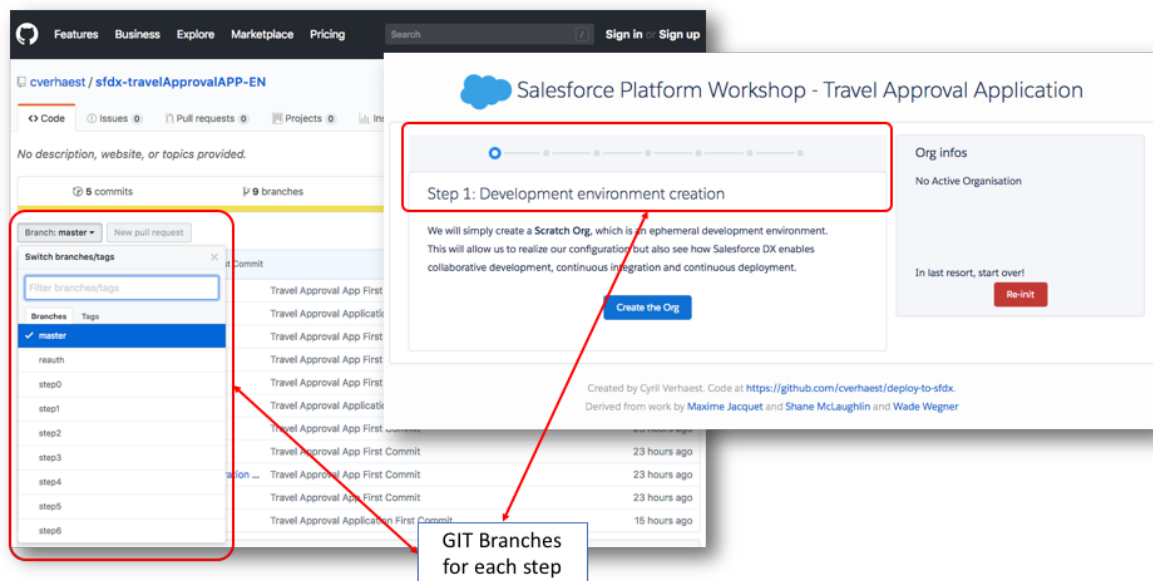 Features Business Explore Marketplace Pricing Search / Sign in or Sign up
cverhaest / sfdx-travelApprovalAPP-EN
Code Issues 0 Pull requests 0 Projects 0
No description, website, or topics provided.
5 commits 9 branches
Branch: master New pull request
Switch branches/tags
Filter branches/tags
Branches Tags
master
reauth
step0
step1
step2
step3
step4
step5
step6
Commit
Travel Approval App First
Travel Approval
Travel Approval App First
Travel Approval App First
Travel Approval App First
Travel Approval
Travel Approval App First Commit 23 hours ago
Travel Approval App First Commit 23 hours ago
... Travel Approval App First Commit 23 hours ago
Travel Approval App First Commit 23 hours ago
Travel Approval Application First Commit 15 hours ago
Salesforce Platform Workshop - Travel Approval Application
Step 1: Development environment creation
We will simply create a Scratch Org, which is an ephemeral development environment.
This will allow us to realize our configuration but also see how Salesforce DX enables
collaborative development, continuous integration and continuous deployment.
Create the Org
Org infos
No Active Organisation
In last resort, start over!
Re-init
Created by Cyril Verhaest. Code at https://github.com/cverhaest/deploy-to-sfdx.
Derived from work by Maxime Jacquet and Shane McLaughlin and Wade Wegner
GIT Branches
for each step